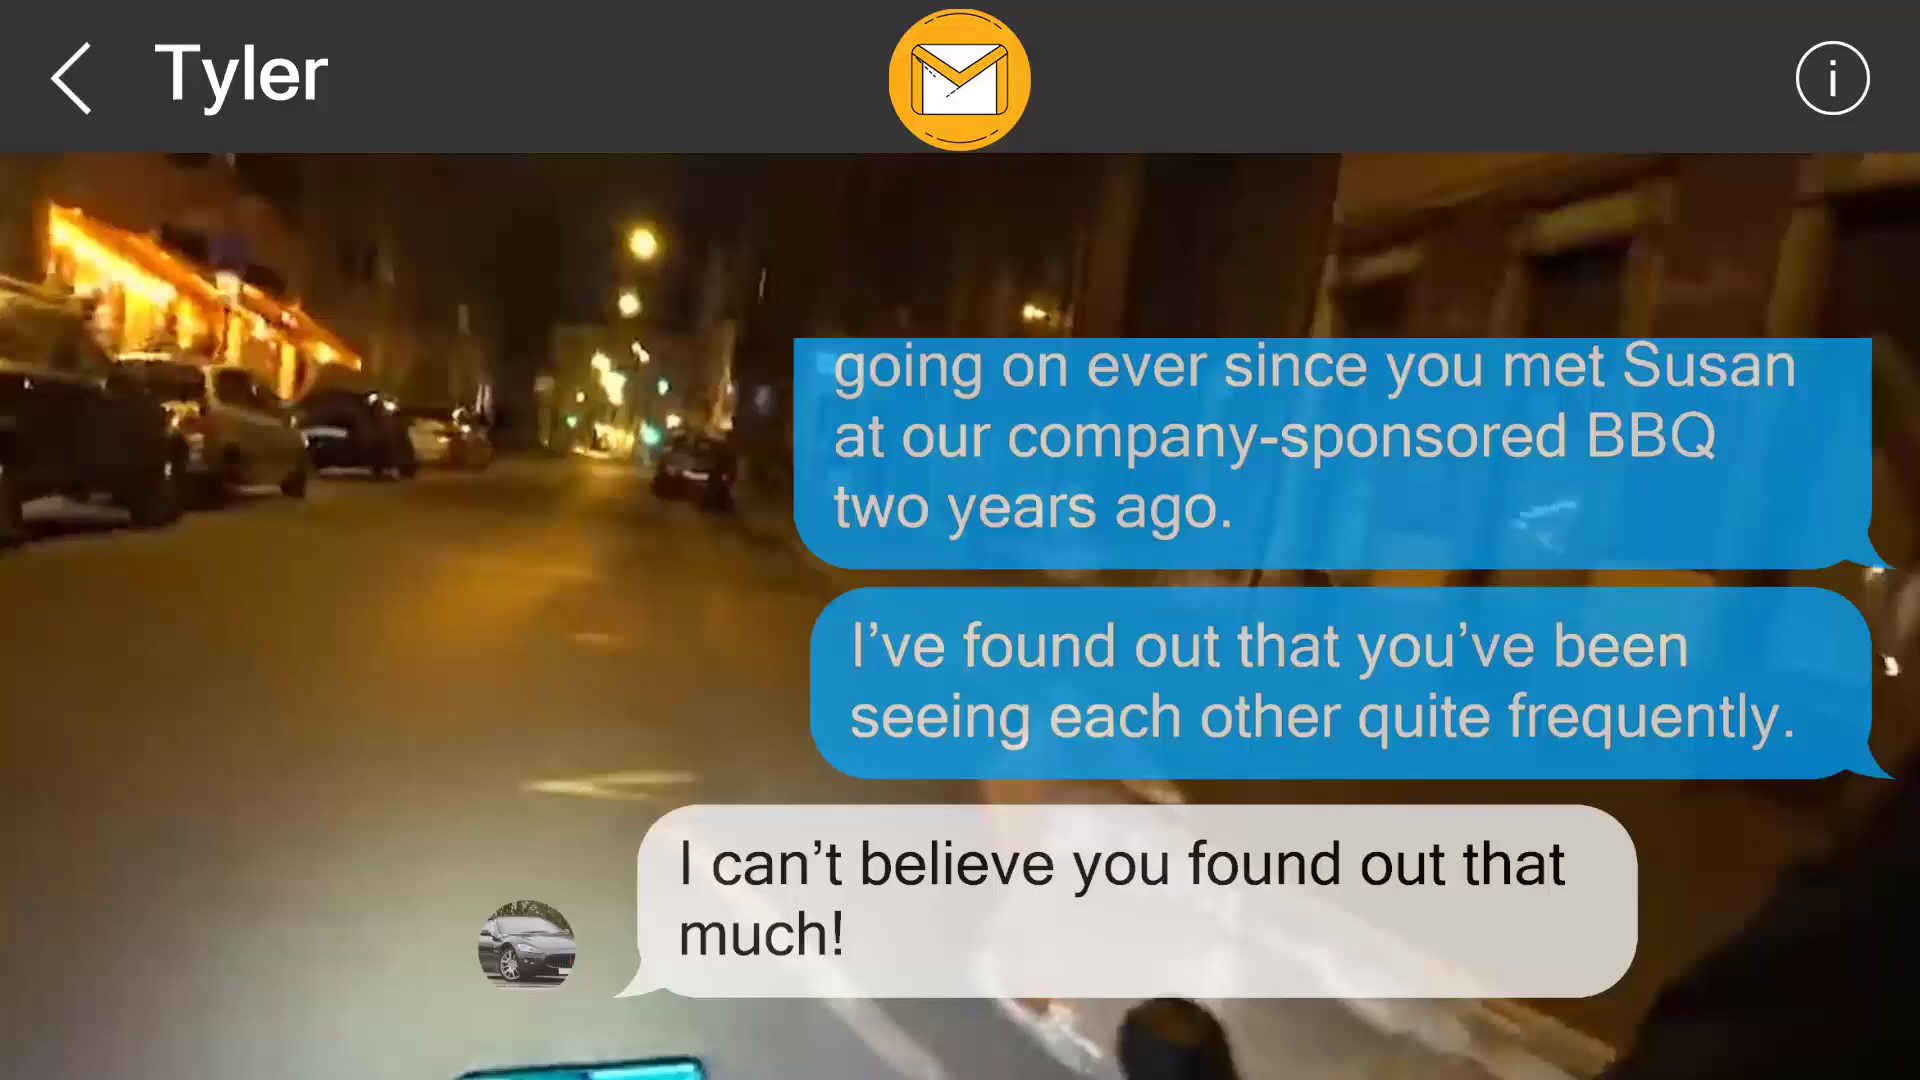 Tyler
i
going on ever since you met Susan
at our company-sponsored BBQ
two years ago.
I’ve found out that you’ve been
seeing each other quite frequently.
I can’t believe you found out that
much!